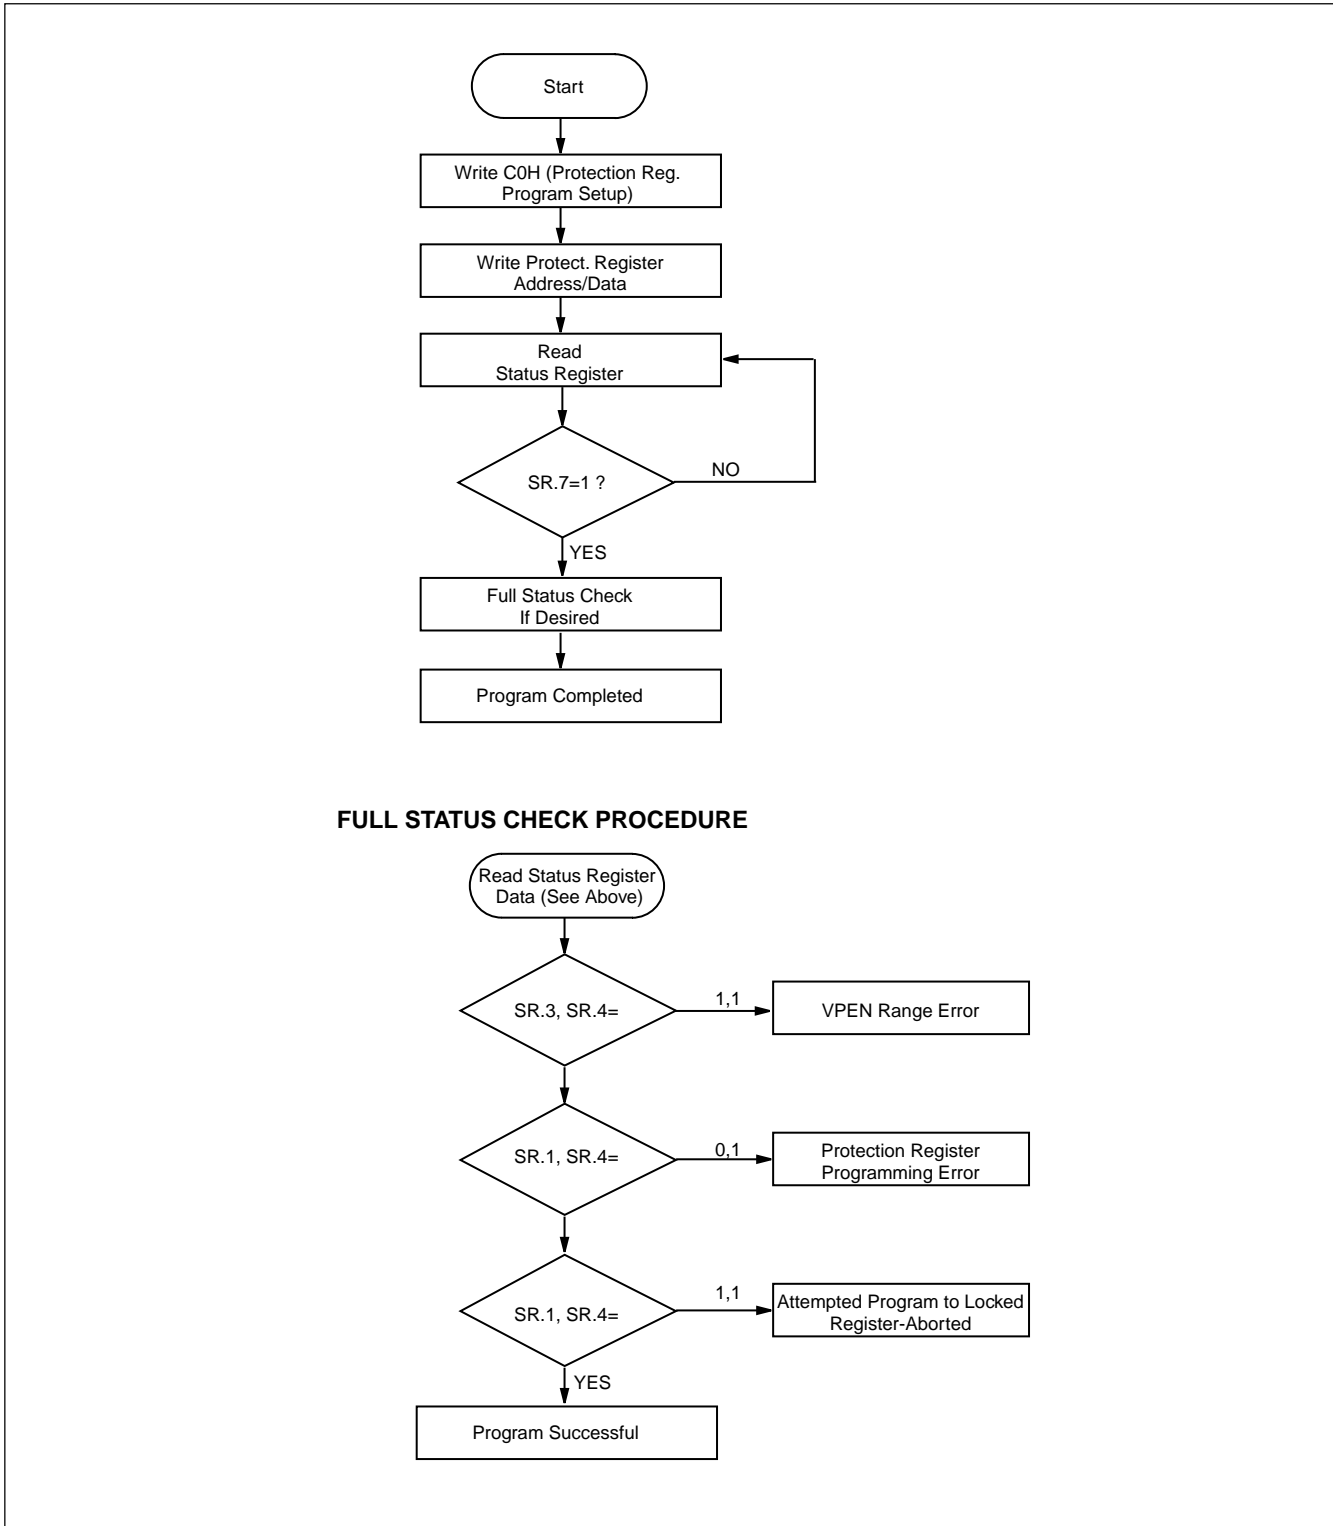 Start
Write C0H (Protection Reg.
Program Setup)
Write Protect. Register
Address/Data
Read
Status Register
SR.7=1 ?
NO
YES
Full Status Check
If Desired
Program Completed
FULL STATUS CHECK PROCEDURE
Read Status Register
Data (See Above)
SR.3, SR.4=
1,1
VPEN Range Error
SR.1, SR.4=
0,1
Protection Register
Programming Error
SR.1, SR.4=
1,1
Attempted Program to Locked
Register-Aborted
YES
Program Successful